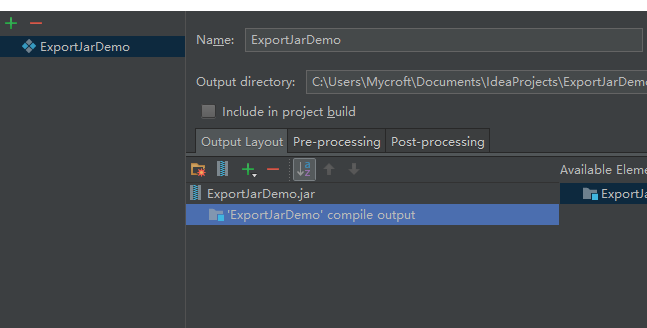 ExportJarDemo
Name: ExportJarDemo
Output directory: C:\Users\Mycroft\Documents\IdeaProjects\ExportJarDemo
Include in project build
Output Layout Pre-processing Post-processing
Available Eleme
ExportJarDemo.jar ExportJa
'ExportJarDemo' compile output